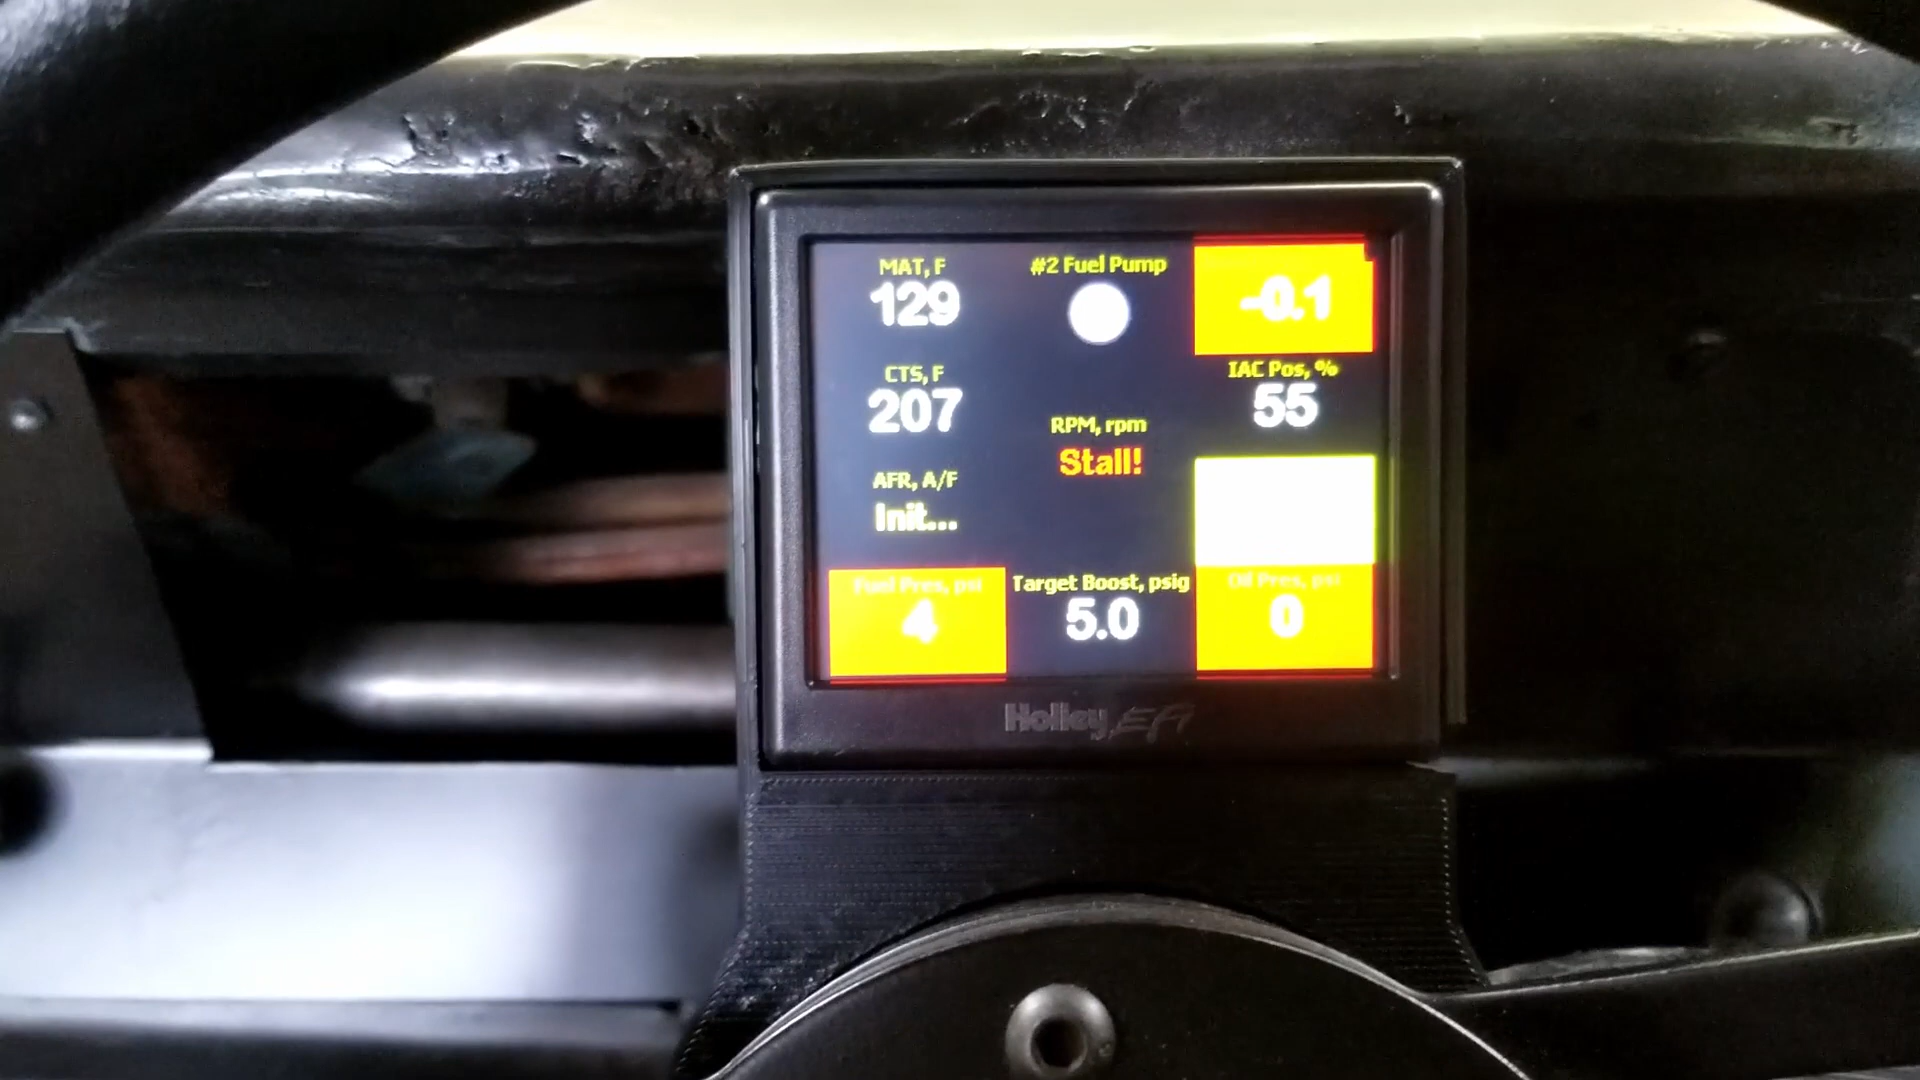 MAT, F
129
#2 Fuel Pump
-0.1
CTS, F
207
IAC Pos, %
55
RPM, rpm
Stall!
AFR, A/F
Init...
Fuel Pres, psi
4
Target Boost, psig
5.0
Oil Pres, psi
0
Holley EFI